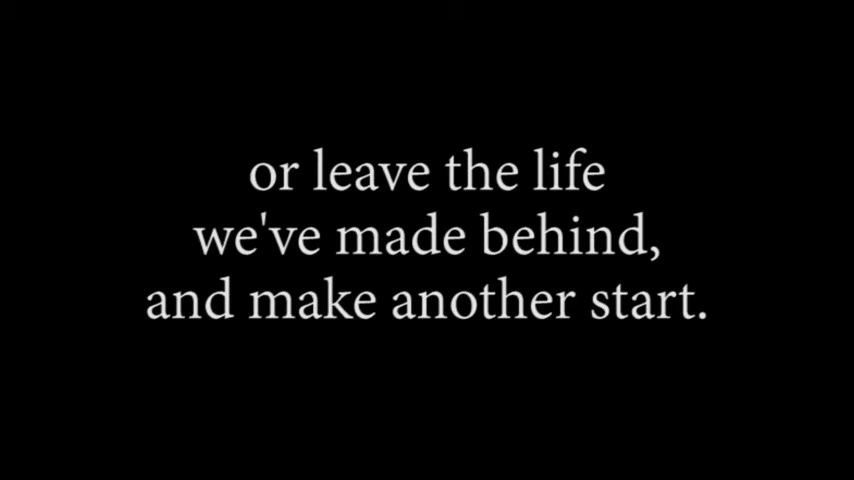 or leave the life
we've made behind,
and make another start.